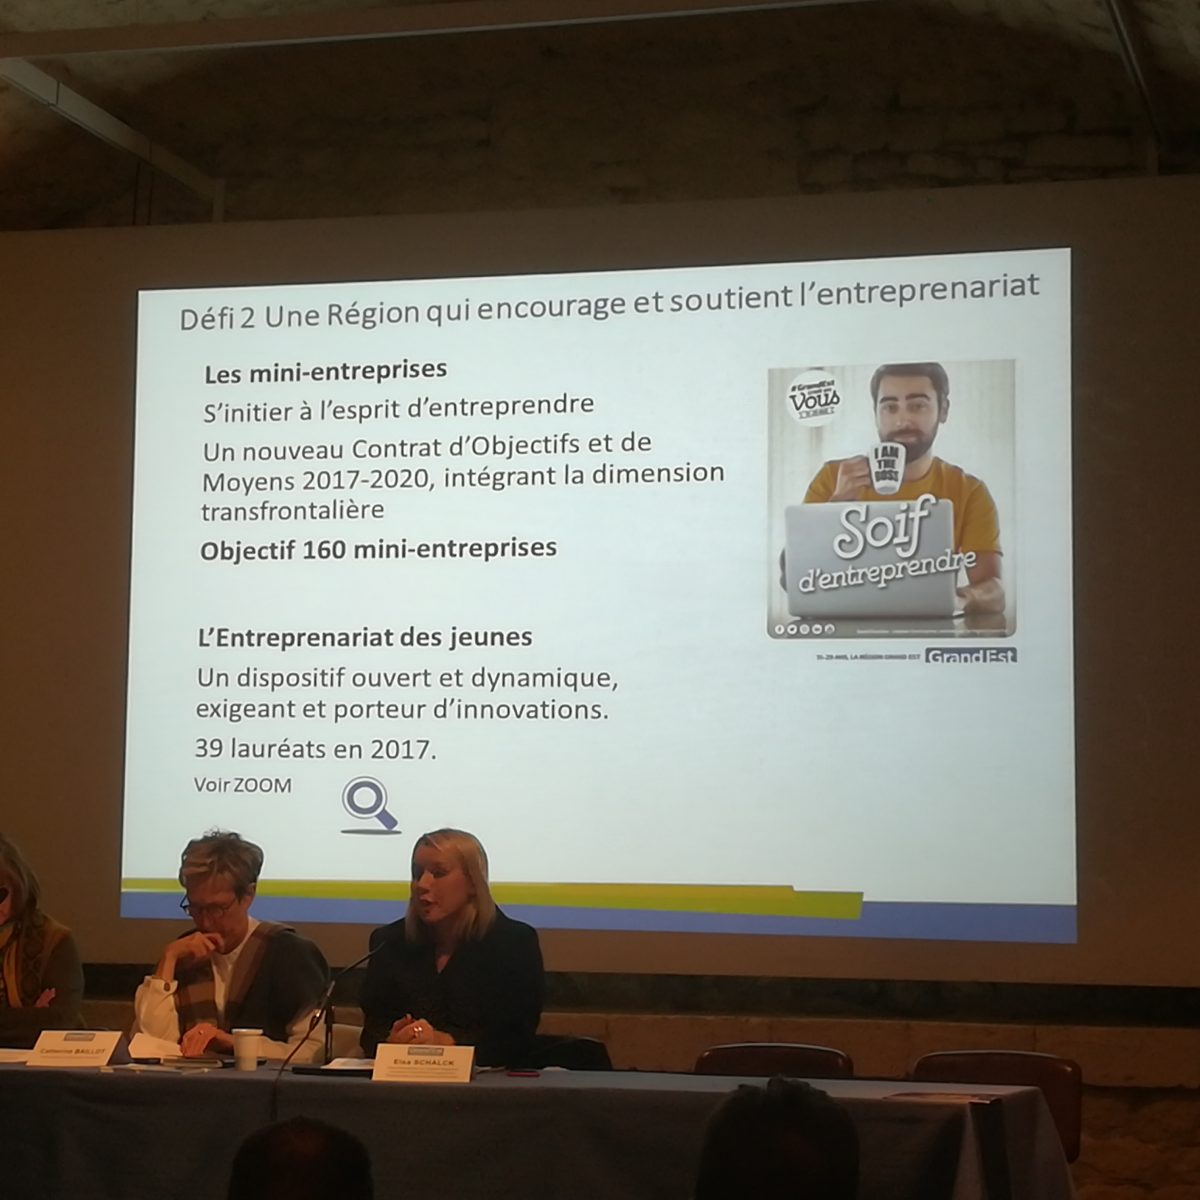 Défi 2 Une Région qui encourage et soutient l'entreprenariat
Les mini-entreprises
S'initier à l'esprit d'entreprendre
Un nouveau Contrat d'Objectifs et de
Moyens 2017-2020, intégrant la dimension
transfrontalière
Objectif 160 mini-entreprises
L'Entreprenariat des jeunes
Un dispositif ouvert et dynamique,
exigeant et porteur d'innovations.
39 lauréats en 2017.
Voir ZOOM
#GrandEst
Vous
I AM
THE
BOSS
Soif
d'entreprendre
LA RÉGION GRAND EST
GrandEst
Catherine BAILLOT
Elsa SCHALCK